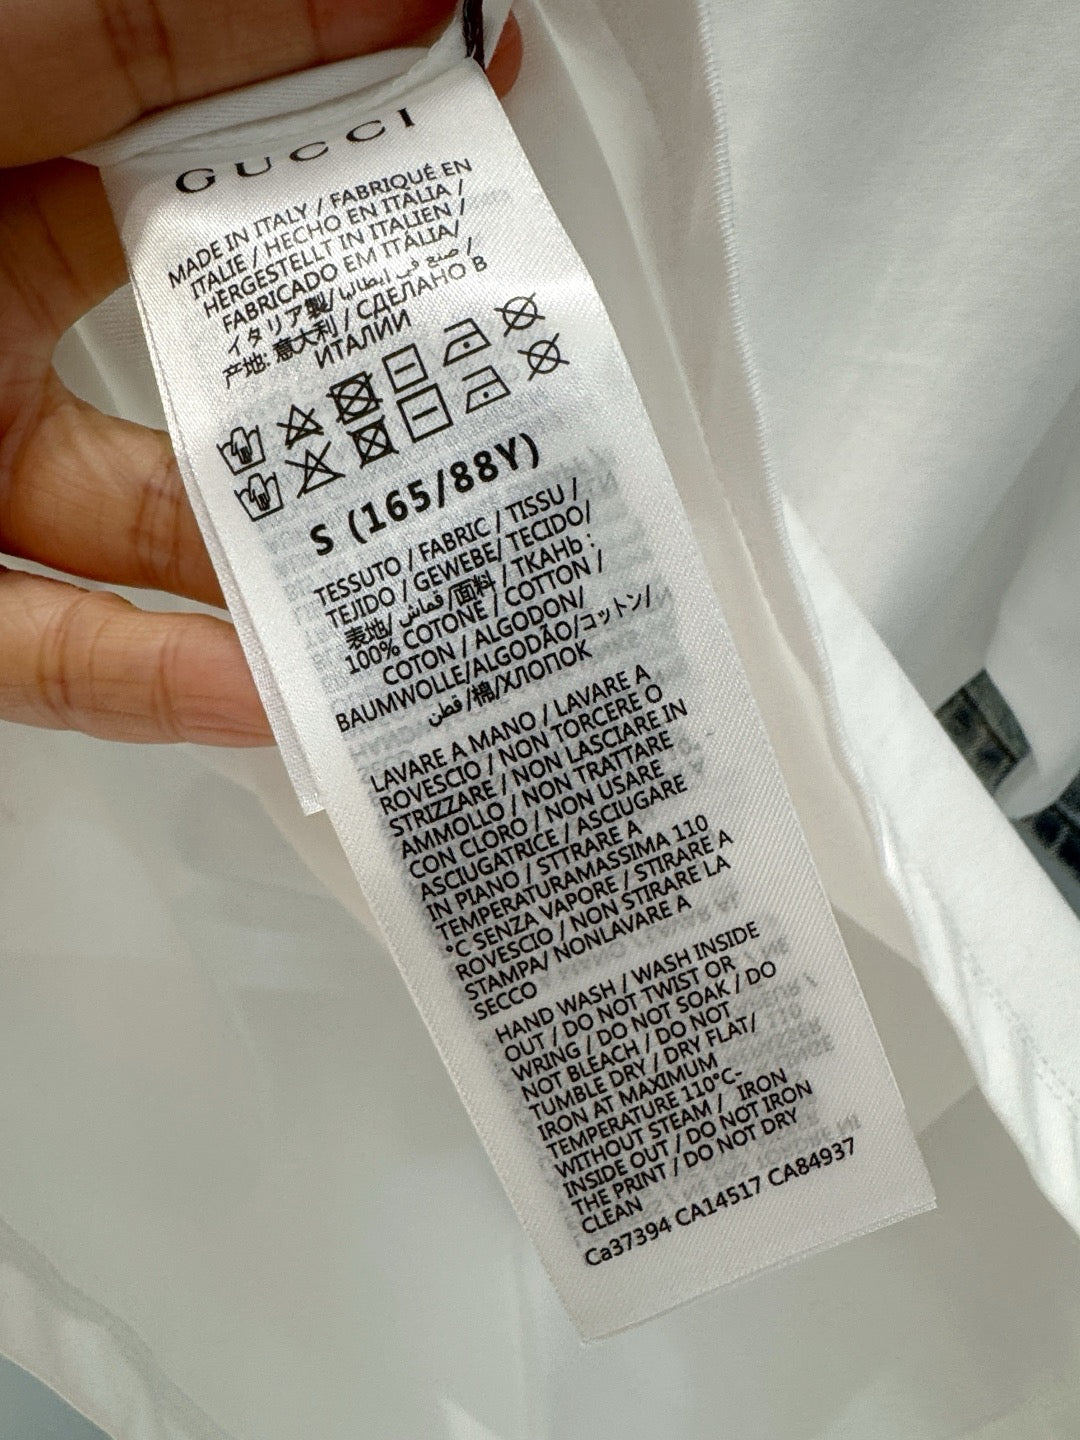 GUCCI
MADE IN ITALY / FABRIQUÉ EN
ITALIE / HECHO EN ITALIA /
HERGESTELLT IN ITALIEN /
FABRICADO EM ITALIA/
イタリア製/صنع في إيطاليا /
产地: 意大利 / СДЕЛАНО В
ИТАЛИИ
S (165/88Y)
TESSUTO / FABRIC / TISSU /
TEJIDO / GEWEBE/ TECIDO/
表地/ قماش /面料 / TKAHb :
100% COTONE / COTTON /
COTON / ALGODON/
BAUMWOLLE/ALGODÃO/コットン/
قطن /棉/ХЛОПОК
LAVARE A MANO / LAVARE A
ROVESCIO / NON TORCERE O
STRIZZARE / NON LASCIARE IN
AMMOLLO / NON TRATTARE
CON CLORO / NON USARE
ASCIUGATRICE / ASCIUGARE
IN PIANO / STTRARE A
TEMPERATURAMASSIMA 110
°C SENZA VAPORE / STIRARE A
ROVESCIO / NON STIRARE LA
STAMPA/ NONLAVARE A
SECCO
HAND WASH / WASH INSIDE
OUT / DO NOT TWIST OR
WRING / DO NOT SOAK / DO
NOT BLEACH / DO NOT
TUMBLE DRY / DRY FLAT/
IRON AT MAXIMUM
TEMPERATURE 110°C-
WITHOUT STEAM / IRON
INSIDE OUT / DO NOT IRON
THE PRINT / DO NOT DRY
CLEAN
Ca37394 CA14517 CA84937